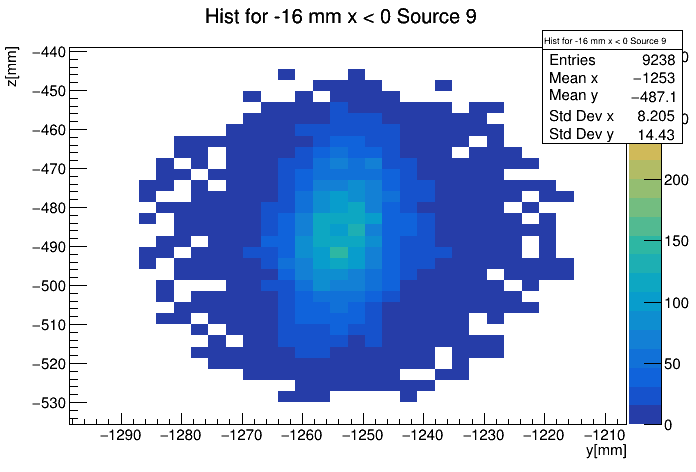 Hist for -16 mm x < 0 Source 9
z[mm]
−440
−450
−460
−470
−480
−490
−500
−510
−520
−530
−1290
−1280
−1270
−1260
−1250
−1240
−1230
−1220
−1210
y[mm]
Hist for -16 mm x < 0 Source 9
Entries 9238
Mean x −1253
Mean y −487.1
Std Dev x 8.205
Std Dev y 14.43
200
150
100
50
0